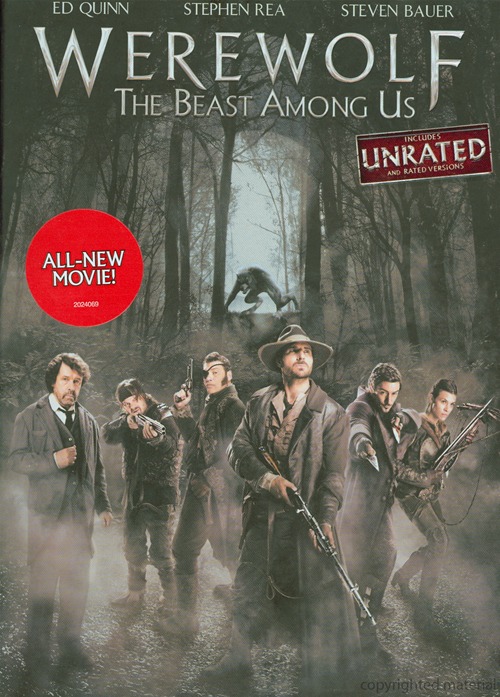 ED QUINN STEPHEN REA STEVEN BAUER
WEREWOLF
THE BEAST AMONG US
INCLUDES
UNRATED
AND RATED VERSIONS
ALL-NEW
MOVIE!
2024069
copyrighted material